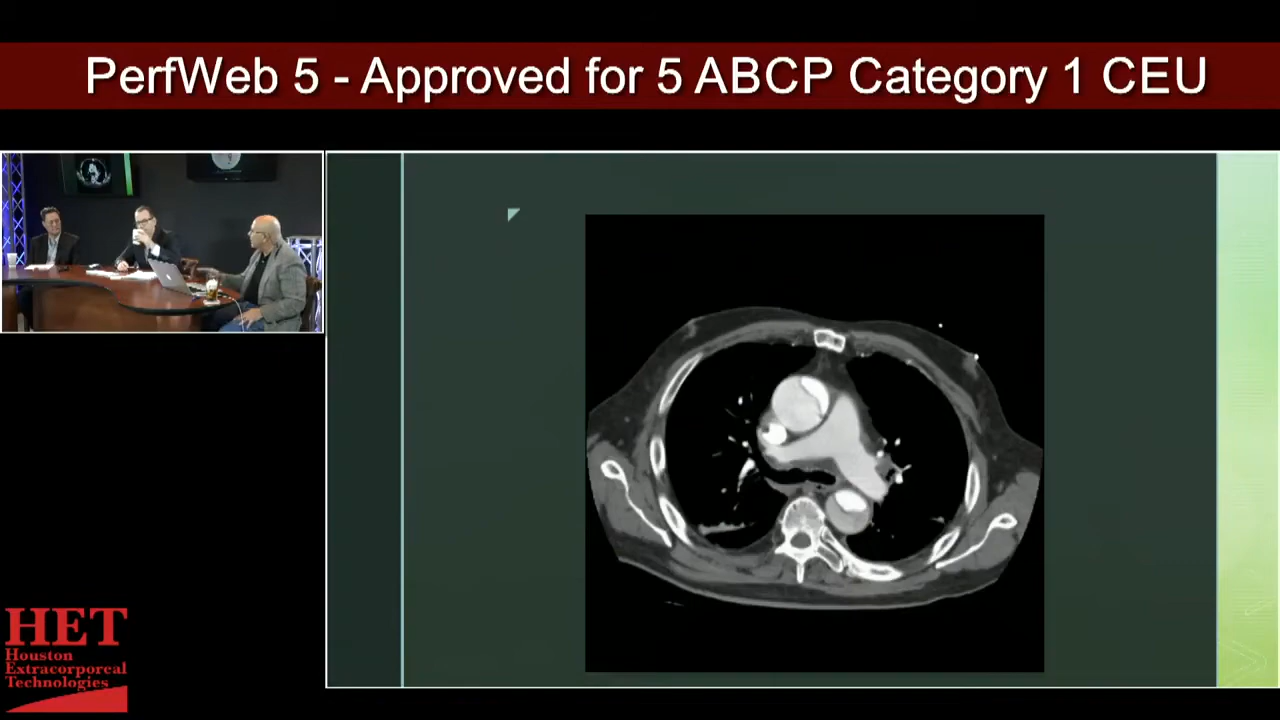 PerfWeb 5 - Approved for 5 ABCP Category 1 CEU
HET
Houston
Extracorporeal
Technologies